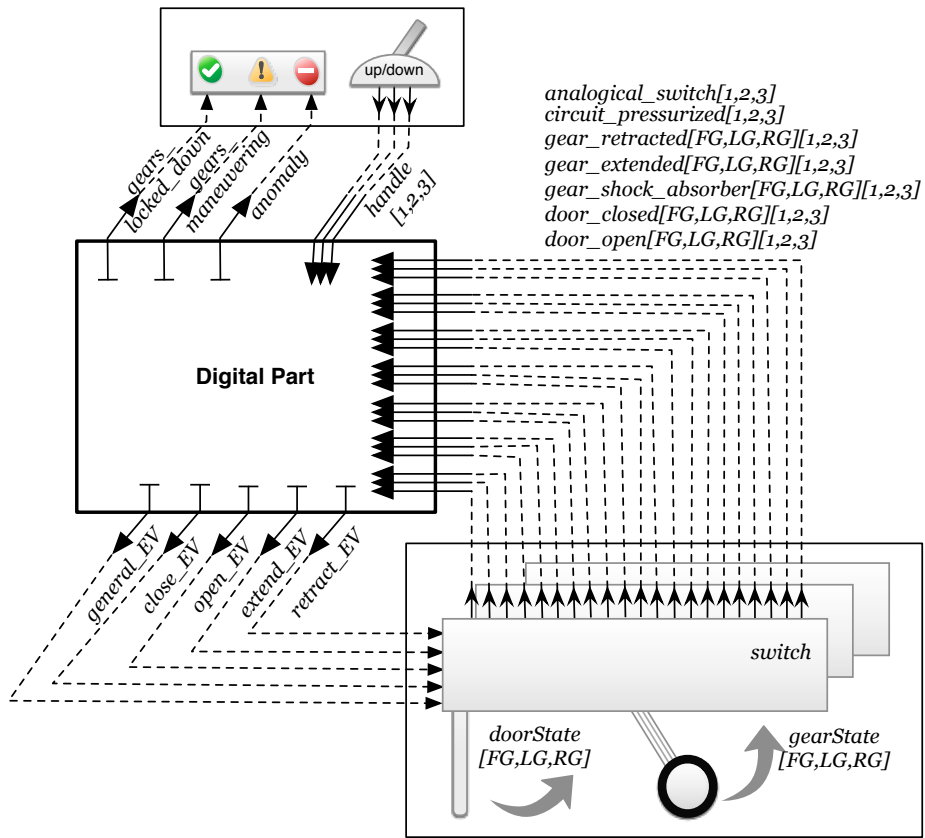 up/down
analogical_switch[1,2,3]
circuit_pressurized[1,2,3]
gear_retracted[FG,LG,RG][1,2,3]
gear_extended[FG,LG,RG][1,2,3]
gear_shock_absorber[FG,LG,RG][1,2,3]
door_closed[FG,LG,RG][1,2,3]
door_open[FG,LG,RG][1,2,3]
gears_
locked_down
gears_
maneuvering
anomaly
handle
[1,2,3]
Digital Part
general_EV
close_EV
open_EV
extend_EV
retract_EV
switch
doorState
[FG,LG,RG]
gearState
[FG,LG,RG]